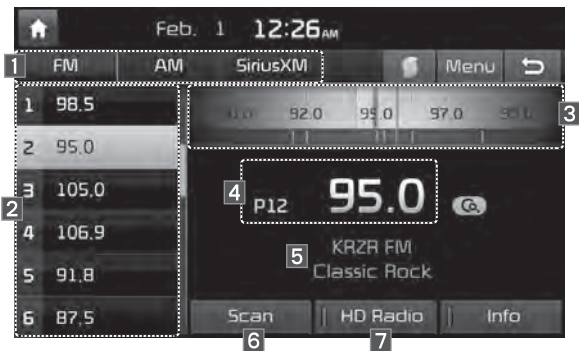 Feb. 1 12:26 AM
1 FM AM SiriusXM Menu
1 98.5
2 95.0
3 105.0
2
4 106.9
5 91.8
6 87.5
92.0 95.0 97.0
3
4 P12 95.0
5 KRZR FM
Classic Rock
Scan HD Radio Info
6 7